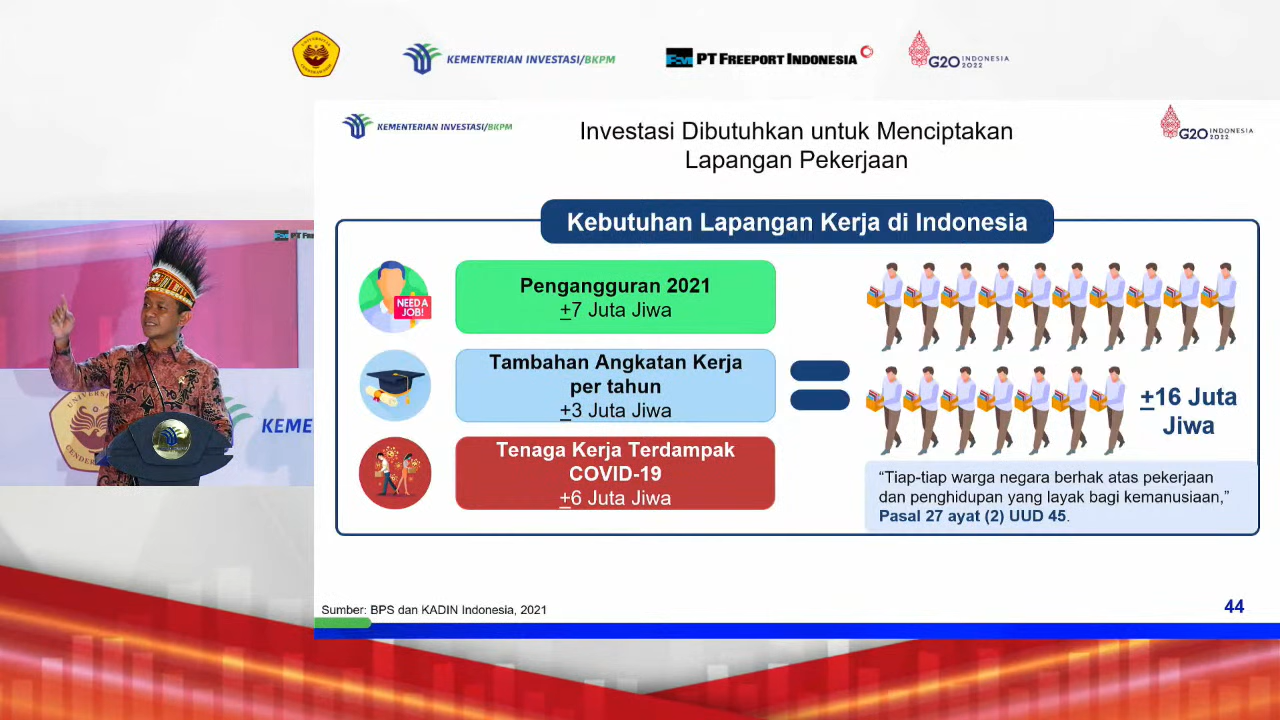 KEMENTERIAN INVESTASI/BKPM
PT FREEPORT INDONESIA
G20 INDONESIA
2022
KEMENTERIAN INVESTASI/BKPM
Investasi Dibutuhkan untuk Menciptakan
Lapangan Pekerjaan
G20 INDONESIA
2022
Kebutuhan Lapangan Kerja di Indonesia
NEED A
JOB!
Pengangguran 2021
+7 Juta Jiwa
Tambahan Angkatan Kerja
per tahun
+3 Juta Jiwa
Tenaga Kerja Terdampak
COVID-19
+6 Juta Jiwa
+16 Juta
Jiwa
“Tiap-tiap warga negara berhak atas pekerjaan
dan penghidupan yang layak bagi kemanusiaan,”
Pasal 27 ayat (2) UUD 45.
Sumber: BPS dan KADIN Indonesia, 2021
44
PT FR
KEME